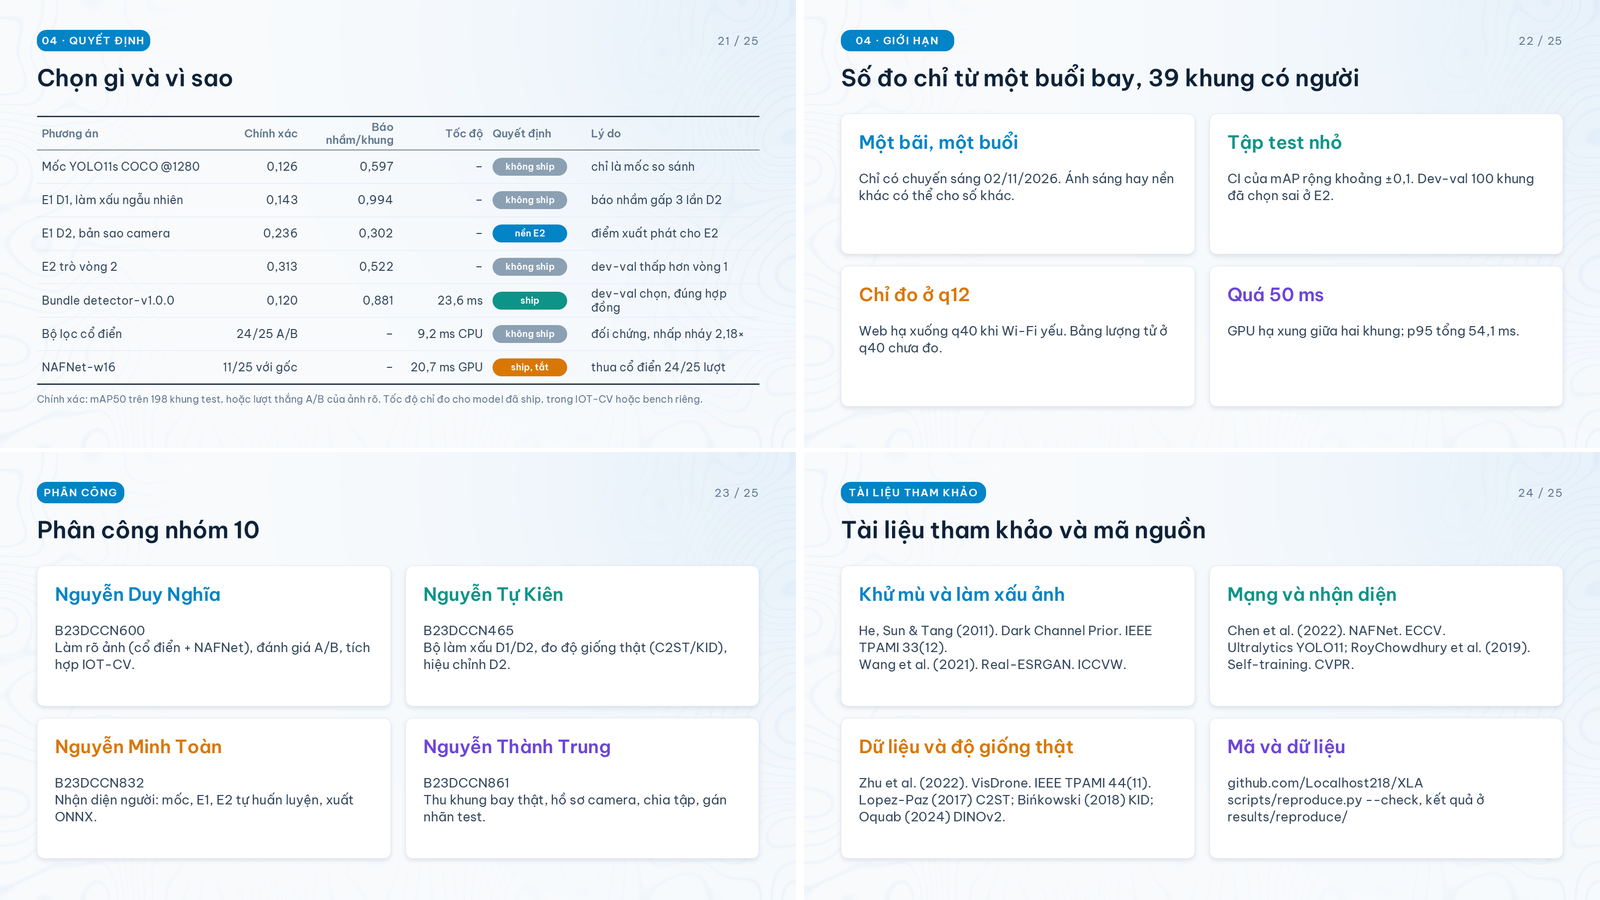 04 · QUYẾT ĐỊNH
21 / 25
Chọn gì và vì sao
Phương án Chính xác Báo nhầm/khung Tốc độ Quyết định Lý do
Mốc YOLO11s COCO @1280 0,126 0,597 – không ship chỉ là mốc so sánh
E1 D1, làm xấu ngẫu nhiên 0,143 0,994 – không ship báo nhầm gấp 3 lần D2
E1 D2, bản sao camera 0,236 0,302 – nền E2 điểm xuất phát cho E2
E2 trò vòng 2 0,313 0,522 – không ship dev-val thấp hơn vòng 1
Bundle detector-v1.0.0 0,120 0,881 23,6 ms ship dev-val chọn, đúng hợp đồng
Bộ lọc cổ điển 24/25 A/B – 9,2 ms CPU không ship đối chứng, nhấp nháy 2,18×
NAFNet-w16 11/25 với gốc – 20,7 ms GPU ship, tắt thua cổ điển 24/25 lượt
Chính xác: mAP50 trên 198 khung test, hoặc lượt thắng A/B của ảnh rõ. Tốc độ chỉ đo cho model đã ship, trong IOT-CV hoặc bench riêng.
04 · GIỚI HẠN
22 / 25
Số đo chỉ từ một buổi bay, 39 khung có người
Một bãi, một buổi
Chỉ có chuyến sáng 02/11/2026. Ánh sáng hay nền
khác có thể cho số khác.
Tập test nhỏ
CI của mAP rộng khoảng ±0,1. Dev-val 100 khung
đã chọn sai ở E2.
Chỉ đo ở q12
Web hạ xuống q40 khi Wi-Fi yếu. Bảng lượng tử ở
q40 chưa đo.
Quá 50 ms
GPU hạ xung giữa hai khung; p95 tổng 54,1 ms.
PHÂN CÔNG
23 / 25
Phân công nhóm 10
Nguyễn Duy Nghĩa
B23DCCN600
Làm rõ ảnh (cổ điển + NAFNet), đánh giá A/B, tích
hợp IOT-CV.
Nguyễn Tự Kiên
B23DCCN465
Bộ làm xấu D1/D2, đo độ giống thật (C2ST/KID),
hiệu chỉnh D2.
Nguyễn Minh Toàn
B23DCCN832
Nhận diện người: mốc, E1, E2 tự huấn luyện, xuất
ONNX.
Nguyễn Thành Trung
B23DCCN861
Thu khung bay thật, hồ sơ camera, chia tập, gán
nhãn test.
TÀI LIỆU THAM KHẢO
24 / 25
Tài liệu tham khảo và mã nguồn
Khử mù và làm xấu ảnh
He, Sun & Tang (2011). Dark Channel Prior. IEEE
TPAMI 33(12).
Wang et al. (2021). Real-ESRGAN. ICCVW.
Mạng và nhận diện
Chen et al. (2022). NAFNet. ECCV.
Ultralytics YOLO11; RoyChowdhury et al. (2019).
Self-training. CVPR.
Dữ liệu và độ giống thật
Zhu et al. (2022). VisDrone. IEEE TPAMI 44(11).
Lopez-Paz (2017) C2ST; Bińkowski (2018) KID;
Oquab (2024) DINOv2.
Mã và dữ liệu
github.com/Localhost218/XLA
scripts/reproduce.py --check, kết quả ở
results/reproduce/